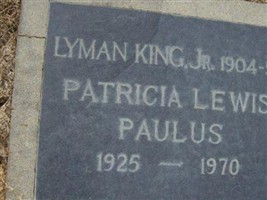 LYMAN KING, JR. 1904-
PATRICIA LEWIS
PAULUS
1925 — 1970